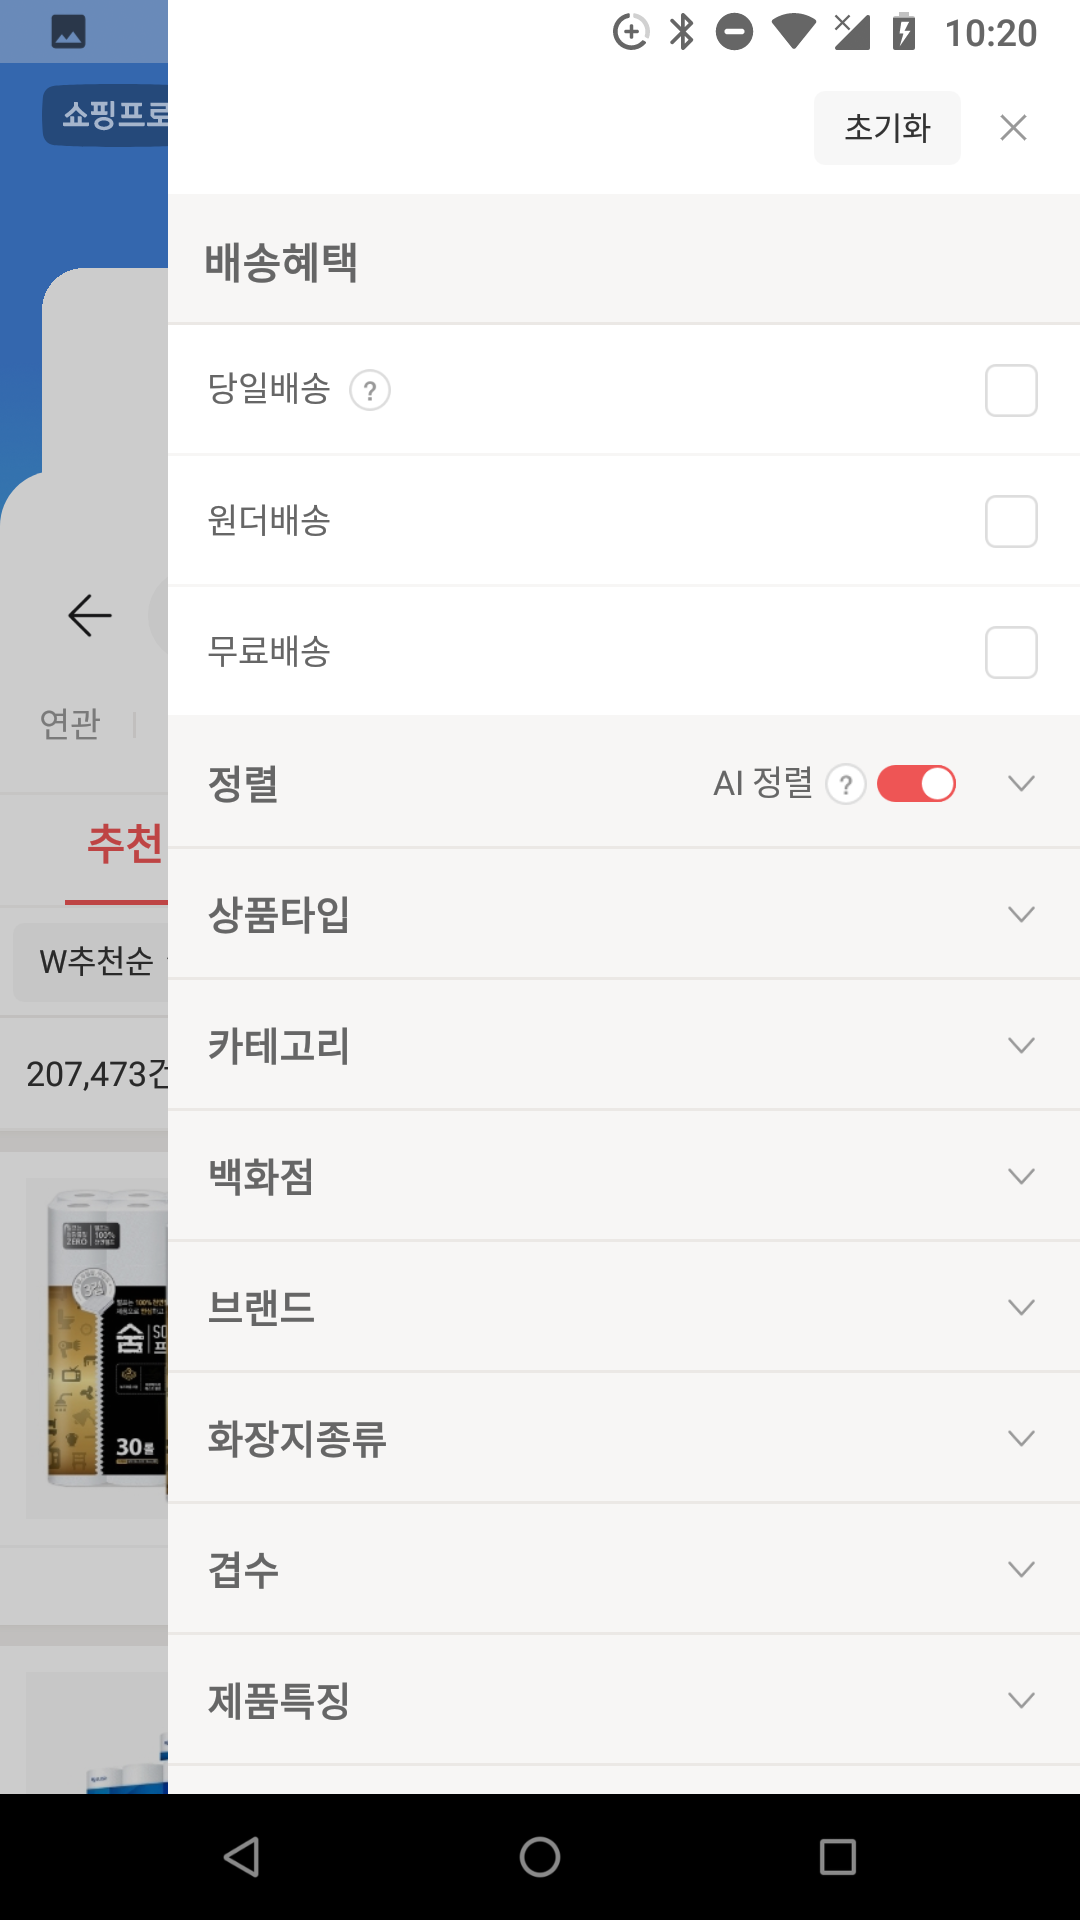 10:20
쇼핑프로
초기화
배송혜택
당일배송 ?
원더배송
무료배송
연관
정렬 AI 정렬 ?
추천
상품타입
W추천순
카테고리
207,473건
백화점
ZERO 100%
브랜드
숨
30롤
화장지종류
겹수
제품특징